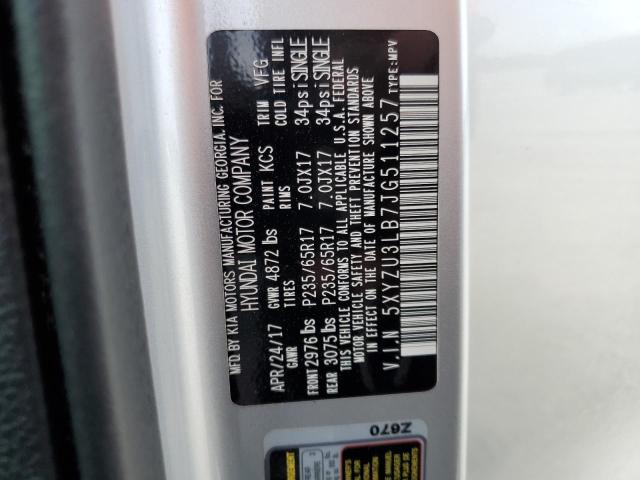 MFD.BY KIA MOTORS MANUFACTURING GEORGIA, INC. FOR
HYUNDAI MOTOR COMPANY
APR/24/17 GVWR 4872 lbs PAINT KCS TRIM VFG
GAWR TIRES RIMS COLD TIRE INFL
FRONT 2976 lbs P235/65R17 7.0JX17 34psi SINGLE
REAR 3075 lbs P235/65R17 7.0JX17 34psi SINGLE
THIS VEHICLE CONFORMS TO ALL APPLICABLE U.S.A. FEDERAL
MOTOR VEHICLE SAFETY AND THEFT PREVENTION STANDARDS
IN EFFECT ON THE DATE OF MANUFACTURE SHOWN ABOVE
V.I.N 5XYZU3LB7JG511257 TYPE:MPV
Z670